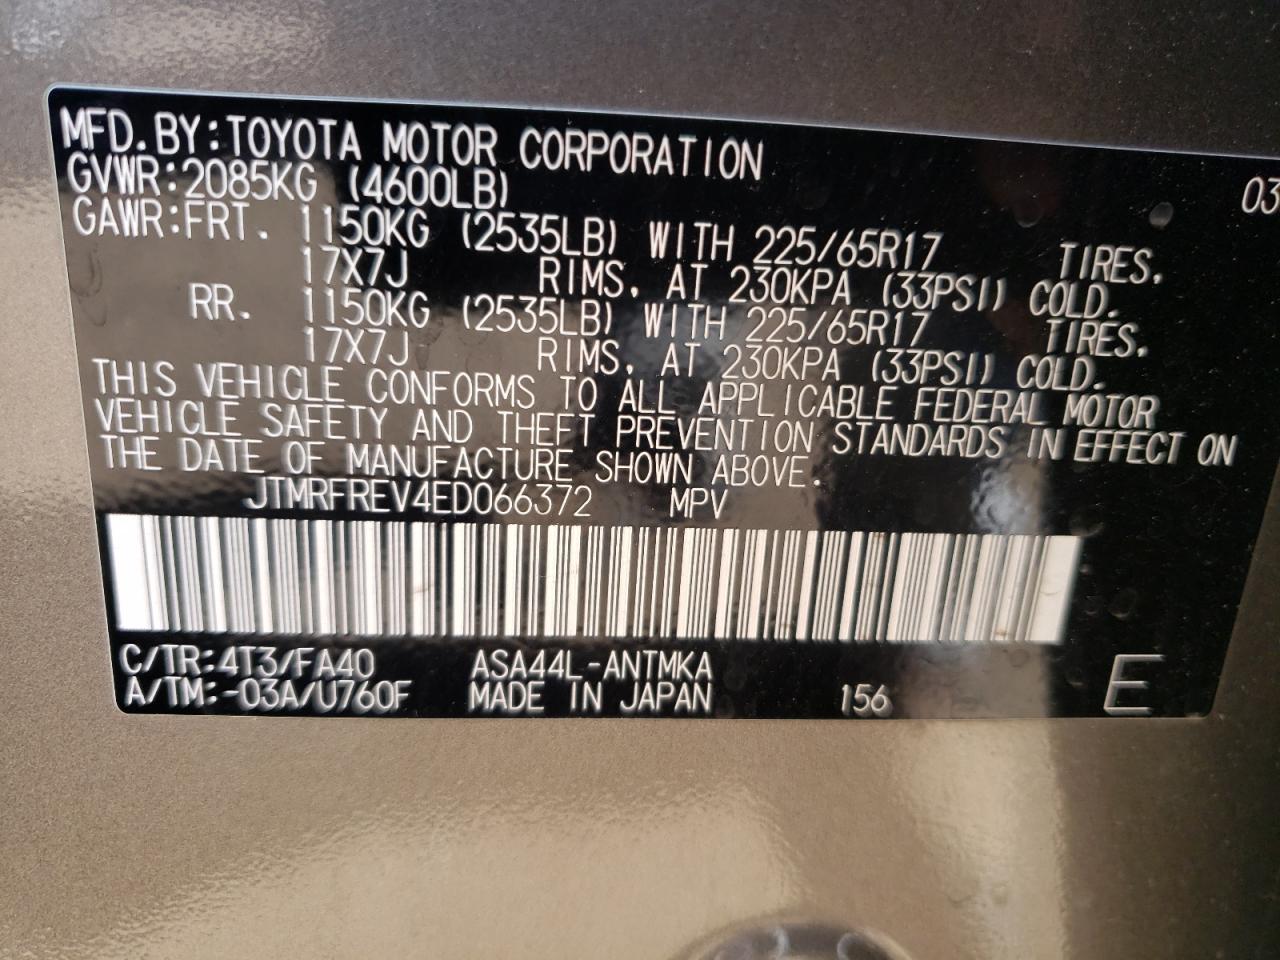 MFD.BY:TOYOTA MOTOR CORPORATION 03
GVWR:2085KG (4600LB)
GAWR:FRT. 1150KG (2535LB) WITH 225/65R17 TIRES.
17X7J RIMS, AT 230KPA (33PSI) COLD.
RR. 1150KG (2535LB) WITH 225/65R17 TIRES.
17X7J RIMS, AT 230KPA (33PSI) COLD.
THIS VEHICLE CONFORMS TO ALL APPLICABLE FEDERAL MOTOR
VEHICLE SAFETY AND THEFT PREVENTION STANDARDS IN EFFECT ON
THE DATE OF MANUFACTURE SHOWN ABOVE.
JTMRFREV4ED066372 MPV
C/TR:4T3/FA40 ASA44L-ANTMKA
A/TM:-03A/U760F MADE IN JAPAN 156 E